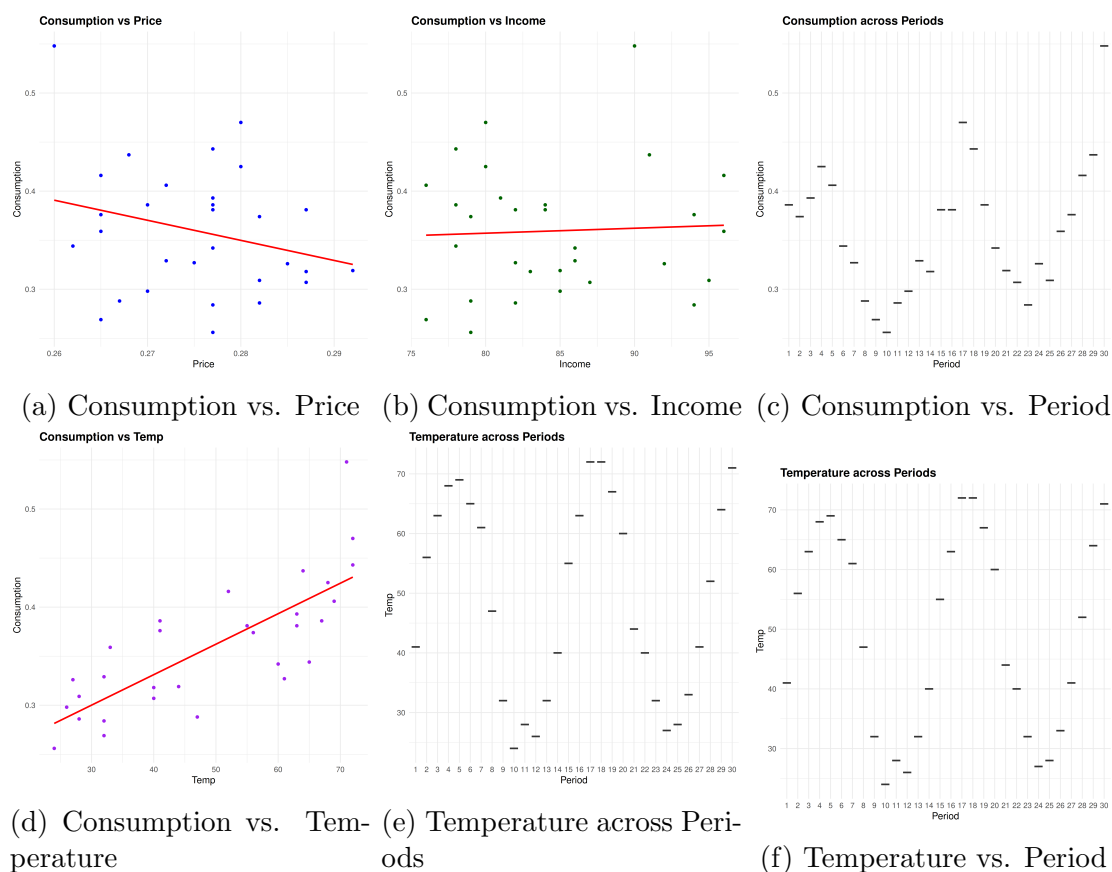 Consumption vs Price
Consumption
0.5
0.4
0.3
0.26 0.27 0.28 0.29
Price
(a) Consumption vs. Price
Consumption vs Income
Consumption
0.5
0.4
0.3
75 80 85 90 95
Income
(b) Consumption vs. Income
Consumption across Periods
Consumption
0.5
0.4
0.3
1 2 3 4 5 6 7 8 9 10 11 12 13 14 15 16 17 18 19 20 21 22 23 24 25 26 27 28 29 30
Period
(c) Consumption vs. Period
Consumption vs Temp
Consumption
0.5
0.4
0.3
30 40 50 60 70
Temp
(d) Consumption vs. Tem-
perature
Temperature across Periods
Temp
70
60
50
40
30
1 2 3 4 5 6 7 8 9 10 11 12 13 14 15 16 17 18 19 20 21 22 23 24 25 26 27 28 29 30
Period
(e) Temperature across Peri-
ods
Temperature across Periods
Temp
70
60
50
40
30
1 2 3 4 5 6 7 8 9 10 11 12 13 14 15 16 17 18 19 20 21 22 23 24 25 26 27 28 29 30
Period
(f) Temperature vs. Period